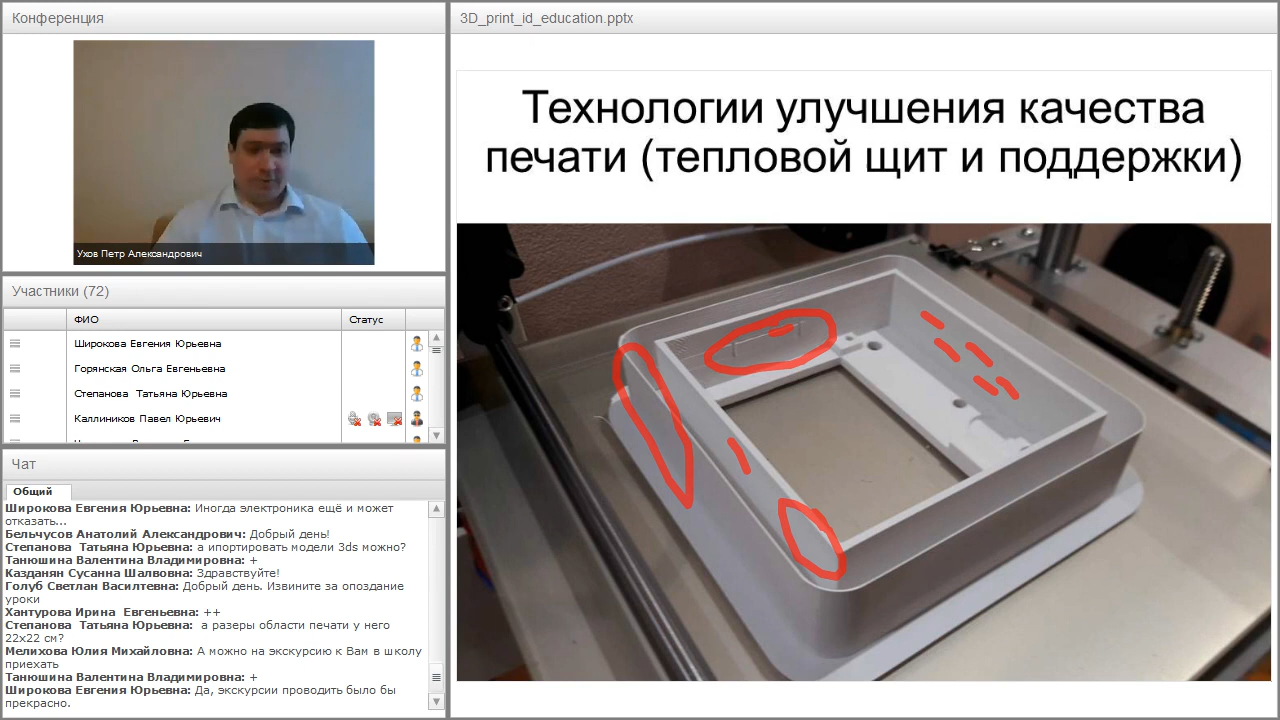 Конференция
Ухов Петр Александрович
Участники (72)
ФИО
Статус
Широкова Евгения Юрьевна
Горянская Ольга Евгеньевна
Степанова  Татьяна Юрьевна
Каллиников Павел Юрьевич
Чат
Общий
Широкова Евгения Юрьевна: Иногда электроника ещё и может
отказать...
Бельчусов Анатолий Александрович: Добрый день!
Степанова  Татьяна Юрьевна: а ипортировать модели 3ds можно?
Танюшина Валентина Владимировна: +
Казданян Сусанна Шалвовна: Здравствуйте!
Голуб Светлан Василтевна: Добрый день. Извините за опоздание
уроки
Хантурова Ирина  Евгеньевна: ++
Степанова  Татьяна Юрьевна:  а разеры области печати у него
22х22 см?
Мелихова Юлия Михайловна: А можно на экскурсию к Вам в школу
приехать
Танюшина Валентина Владимировна: +
Широкова Евгения Юрьевна: Да, экскурсии проводить было бы
прекрасно.
3D_print_id_education.pptx
Технологии улучшения качества
печати (тепловой щит и поддержки)